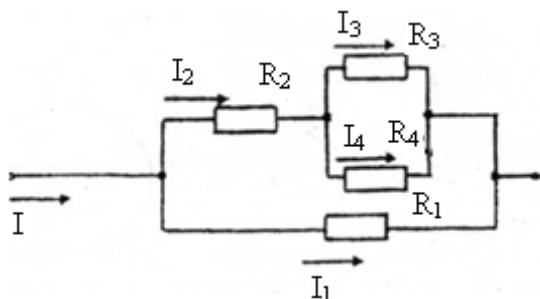 I₃ R₃
I₂ R₂
I₄ R₄
I R₁
I₁